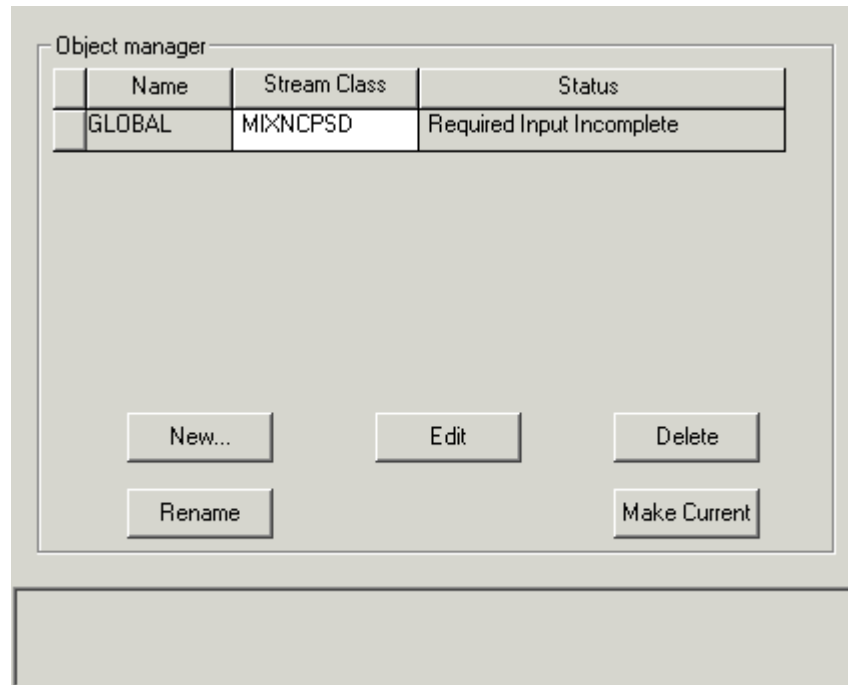 Object manager
Name Stream Class Status
GLOBAL MIXNCPSD Required Input Incomplete
New... Edit Delete
Rename Make Current